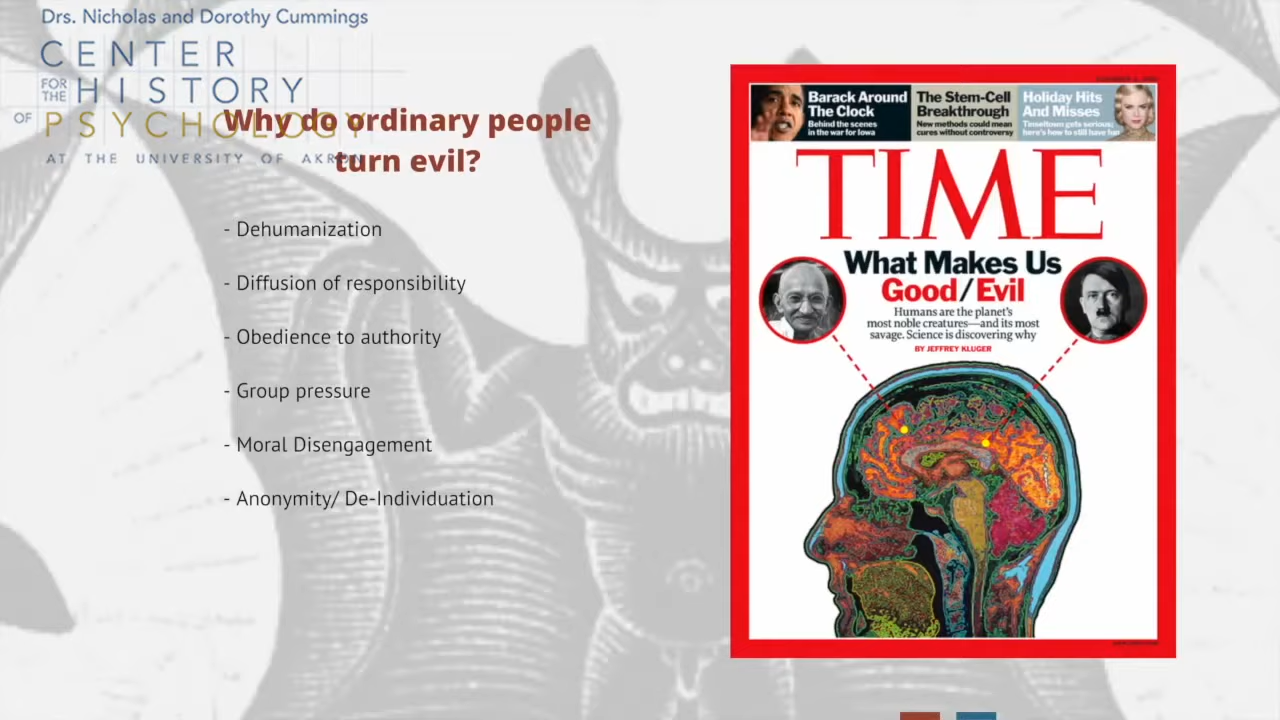 Drs. Nicholas and Dorothy Cummings
CENTER
FOR THE HISTORY
OF PSYCHOLOGY
AT THE UNIVERSITY OF AKRON
Why do ordinary people
turn evil?
- Dehumanization
- Diffusion of responsibility
- Obedience to authority
- Group pressure
- Moral Disengagement
- Anonymity/ De-Individuation
Barack Around
The Clock
Behind the scenes
in the war for Iowa
The Stem-Cell
Breakthrough
New methods could mean
cures without controversy
Holiday Hits
And Misses
Tinseltown gets serious;
here's how to still have fun
TIME
What Makes Us
Good/Evil
Humans are the planet's
most noble creatures—and its most
savage. Science is discovering why
BY JEFFREY KLUGER